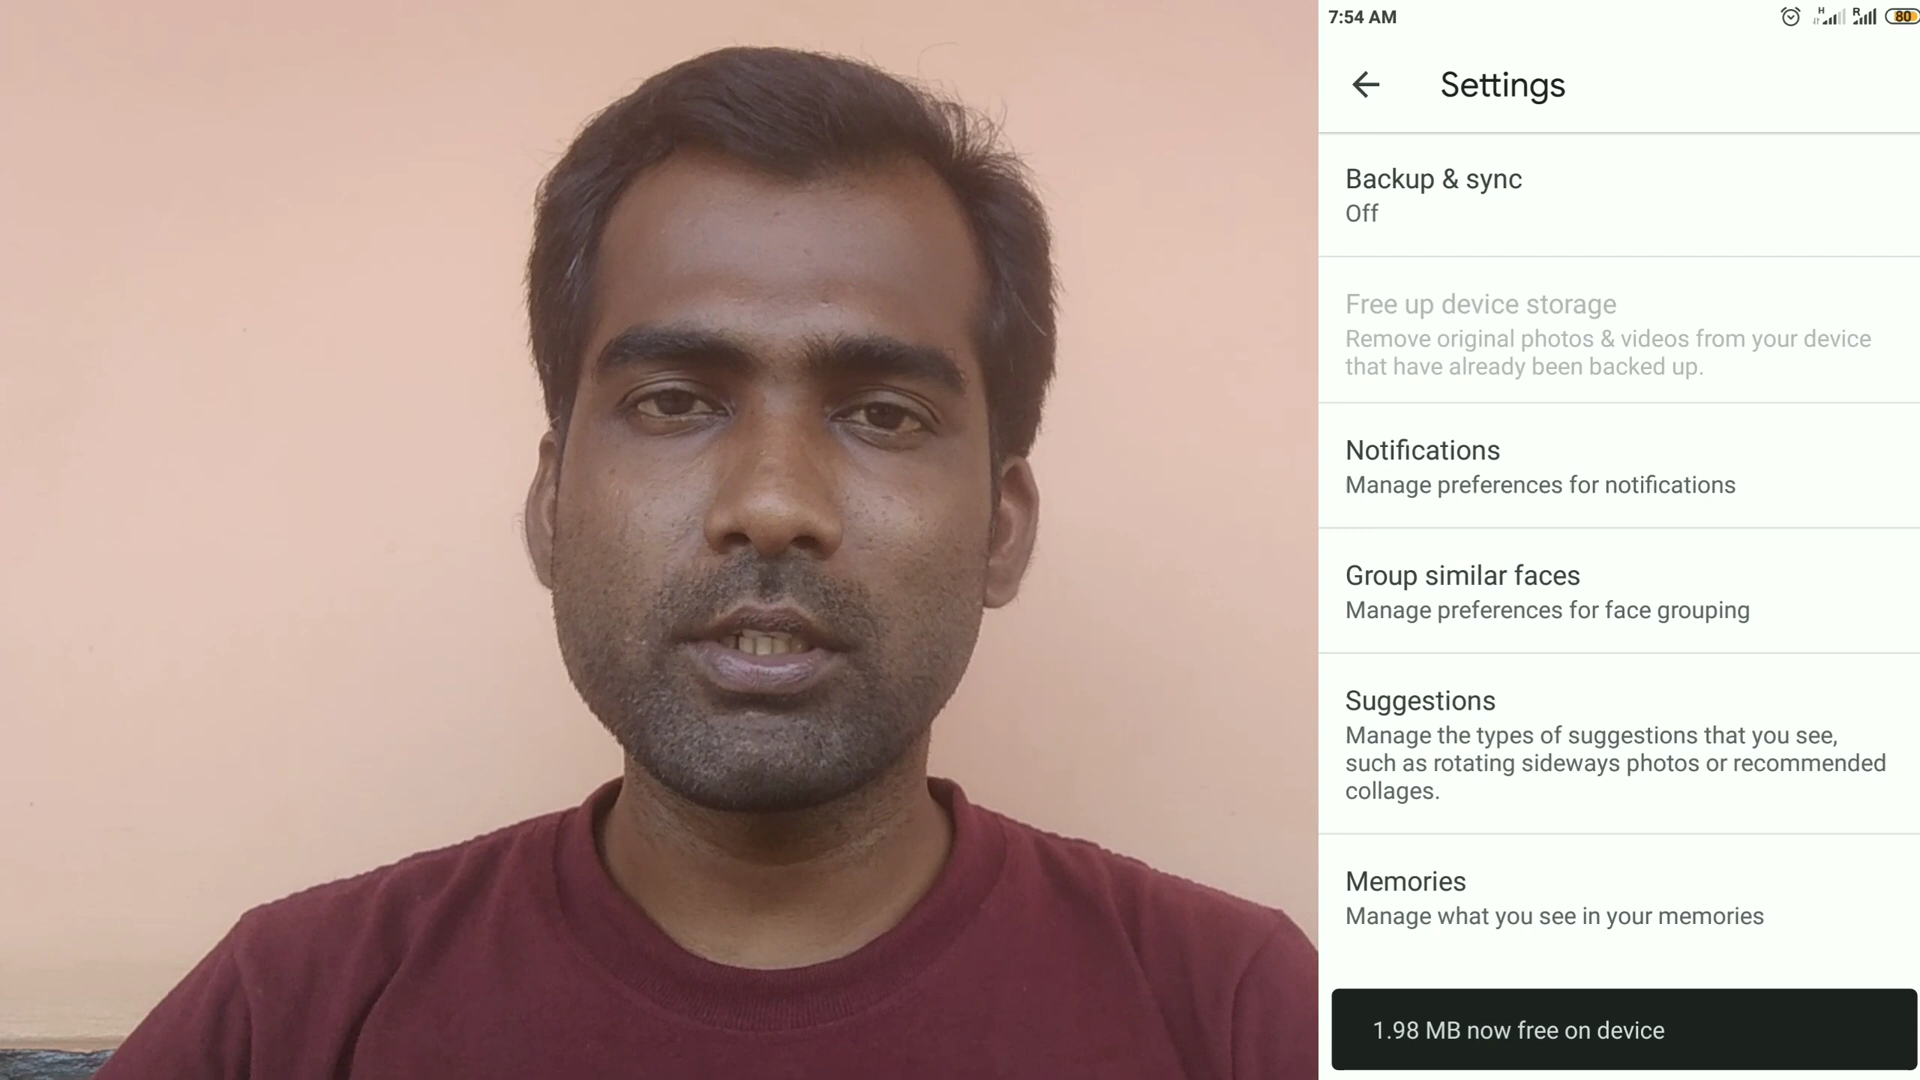 7:54 AM
H
R
80
Settings
Backup & sync
Off
Free up device storage
Remove original photos & videos from your device
that have already been backed up.
Notifications
Manage preferences for notifications
Group similar faces
Manage preferences for face grouping
Suggestions
Manage the types of suggestions that you see,
such as rotating sideways photos or recommended
collages.
Memories
Manage what you see in your memories
1.98 MB now free on device